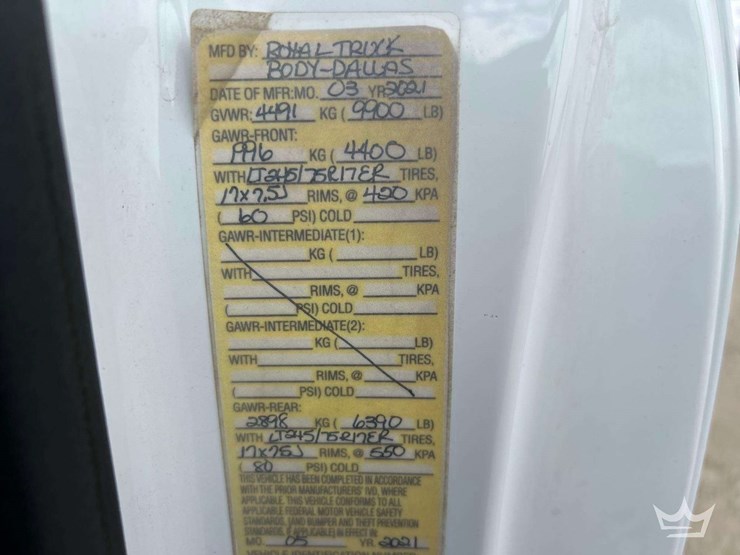 MFD BY: ROYAL TRUCK
BODY-DALLAS
DATE OF MFR: MO. 03 YR 2021
GVWR: 4491 KG ( 9900 LB)
GAWR-FRONT:
1996 KG ( 4400 LB)
WITH LT245/75R17ER TIRES,
17x7.5J RIMS, @ 420 KPA
( 60 PSI) COLD
GAWR-INTERMEDIATE(1):
KG ( LB)
WITH TIRES,
RIMS, @ KPA
( PSI) COLD
GAWR-INTERMEDIATE(2):
KG ( LB)
WITH TIRES,
RIMS, @ KPA
( PSI) COLD
GAWR-REAR:
2898 KG ( 6390 LB)
WITH LT245/75R17ER TIRES,
17x7.5J RIMS, @ 550 KPA
( 80 PSI) COLD
THIS VEHICLE HAS BEEN COMPLETED IN ACCORDANCE
WITH THE PRIOR MANUFACTURERS' IVD, WHERE
APPLICABLE. THIS VEHICLE CONFORMS TO ALL
APPLICABLE FEDERAL MOTOR VEHICLE SAFETY
STANDARDS, [AND BUMPER AND THEFT PREVENTION
STANDARDS, IF APPLICABLE] IN EFFECT IN
MO. 05 YR. 2021
VEHICLE IDENTIFICATION NUMBER